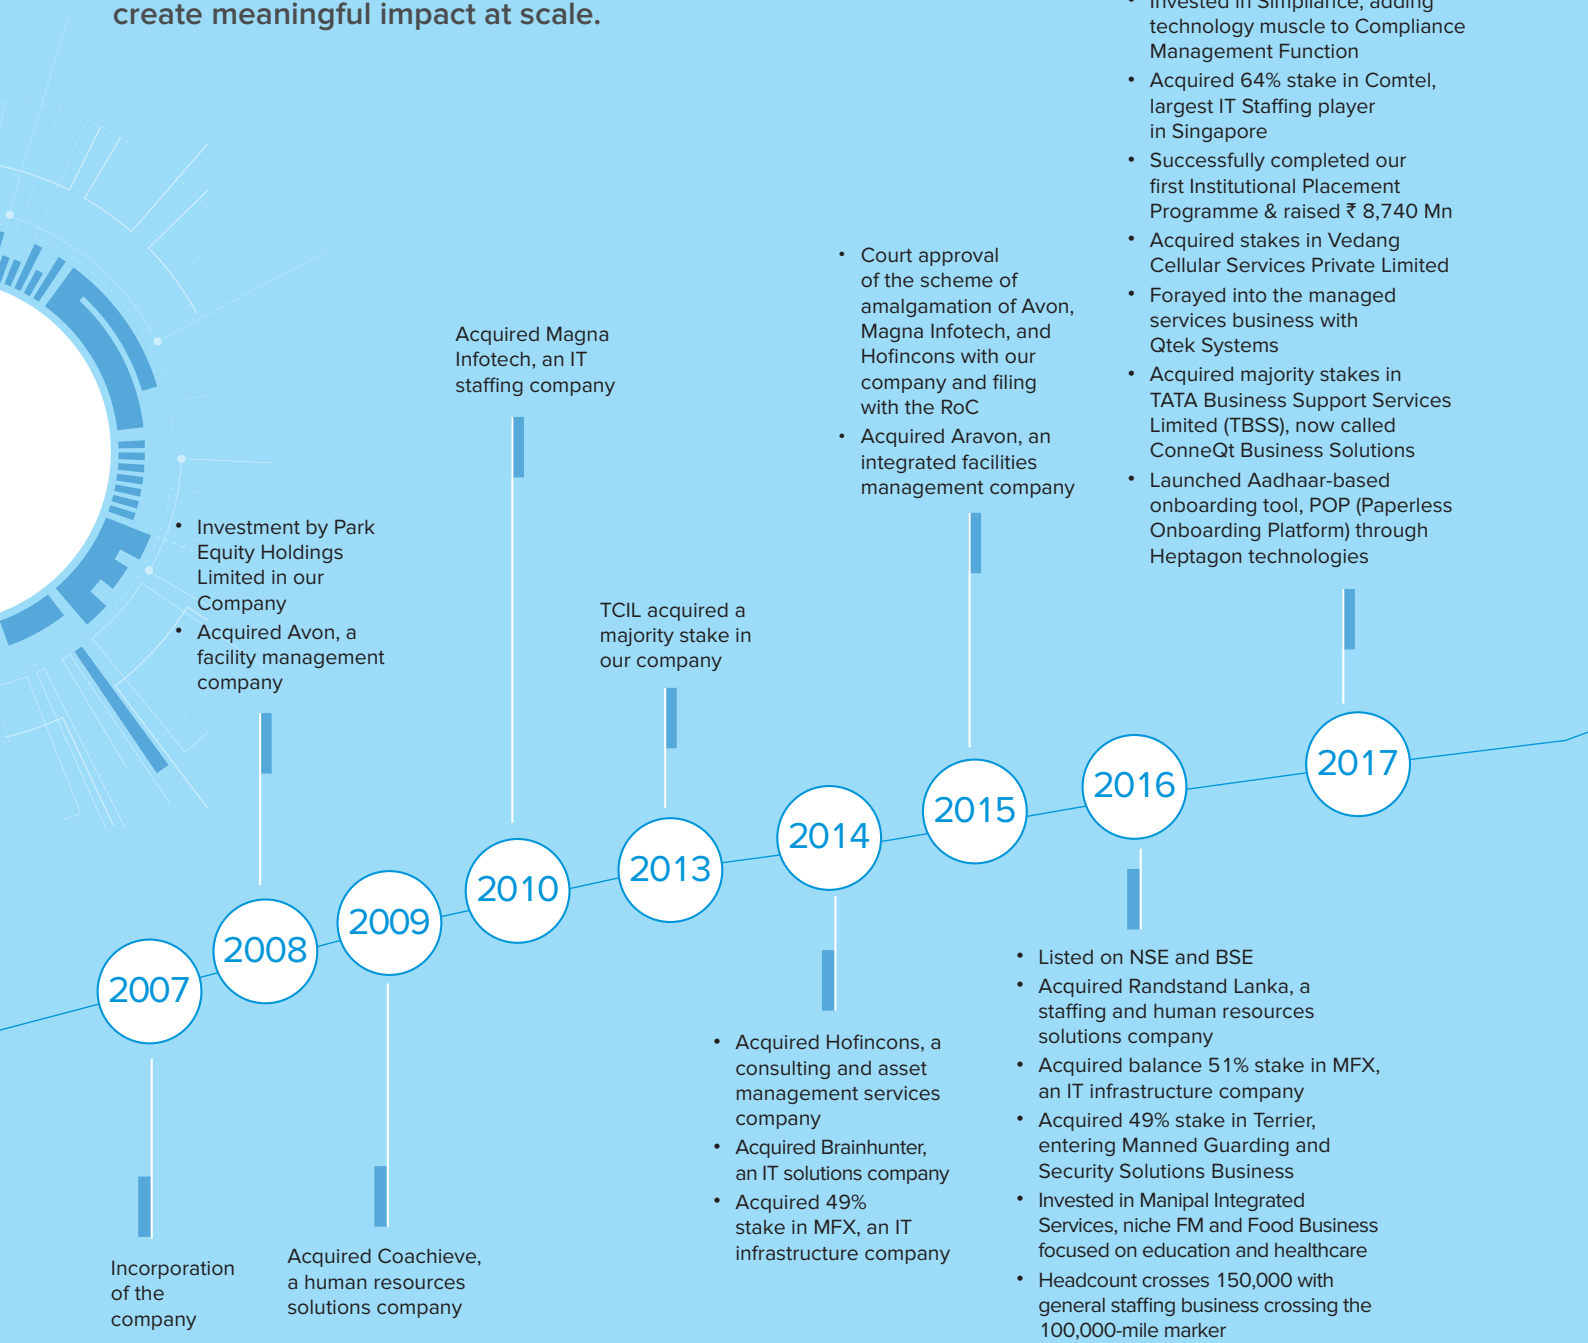 create meaningful impact at scale.
Invested in Simpliance, adding
technology muscle to Compliance
Management Function
• Acquired 64% stake in Comtel,
largest IT Staffing player
in Singapore
• Successfully completed our
first Institutional Placement
Programme & raised ₹ 8,740 Mn
• Acquired stakes in Vedang
Cellular Services Private Limited
• Forayed into the managed
services business with
Qtek Systems
• Acquired majority stakes in
TATA Business Support Services
Limited (TBSS), now called
ConneQt Business Solutions
• Launched Aadhaar-based
onboarding tool, POP (Paperless
Onboarding Platform) through
Heptagon technologies
• Court approval
of the scheme of
amalgamation of Avon,
Magna Infotech, and
Hofincons with our
company and filing
with the RoC
• Acquired Aravon, an
integrated facilities
management company
Acquired Magna
Infotech, an IT
staffing company
• Investment by Park
Equity Holdings
Limited in our
Company
• Acquired Avon, a
facility management
company
TCIL acquired a
majority stake in
our company
2007
2008
2009
2010
2013
2014
2015
2016
2017
Incorporation
of the
company
Acquired Coachieve,
a human resources
solutions company
• Acquired Hofincons, a
consulting and asset
management services
company
• Acquired Brainhunter,
an IT solutions company
• Acquired 49%
stake in MFX, an IT
infrastructure company
• Listed on NSE and BSE
• Acquired Randstand Lanka, a
staffing and human resources
solutions company
• Acquired balance 51% stake in MFX,
an IT infrastructure company
• Acquired 49% stake in Terrier,
entering Manned Guarding and
Security Solutions Business
• Invested in Manipal Integrated
Services, niche FM and Food Business
focused on education and healthcare
• Headcount crosses 150,000 with
general staffing business crossing the
100,000-mile marker